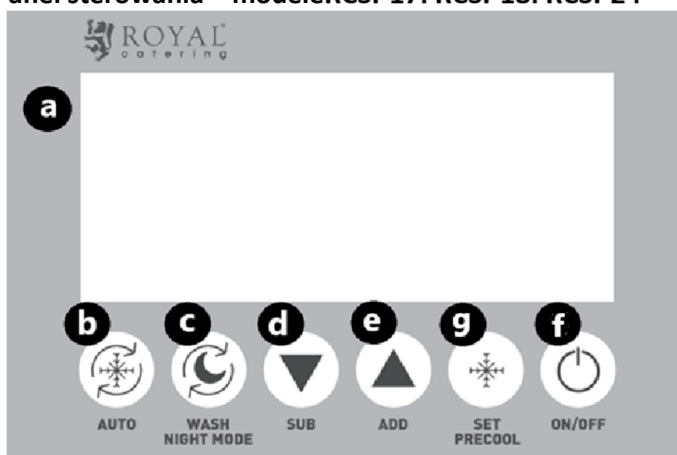 ROYAL
catering
a
b c d e g f
AUTO WASH SUB ADD SET ON/OFF
NIGHT MODE PRECOOL